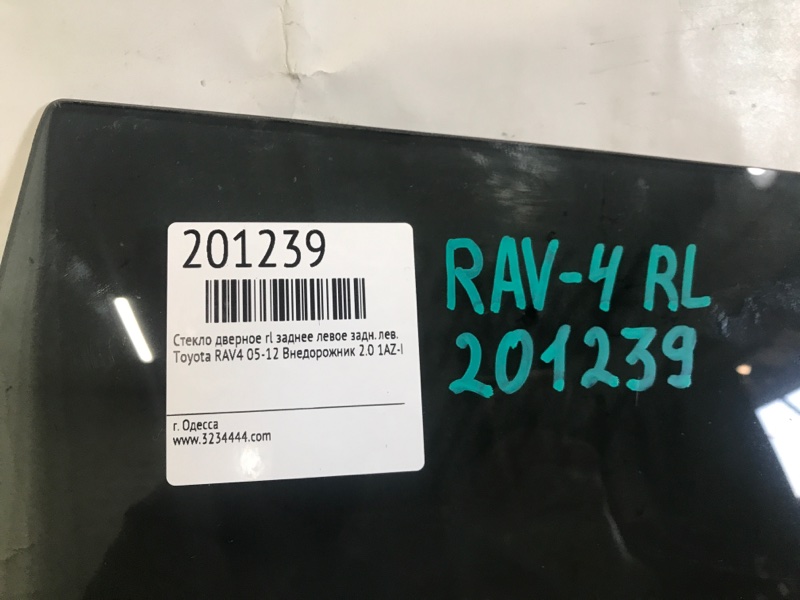 201239
Стекло дверное rl заднее левое задн.лев.
Toyota RAV4 05-12 Внедорожник 2.0 1AZ-I
г. Одесса
www.3234444.com
RAV-4 RL
201239